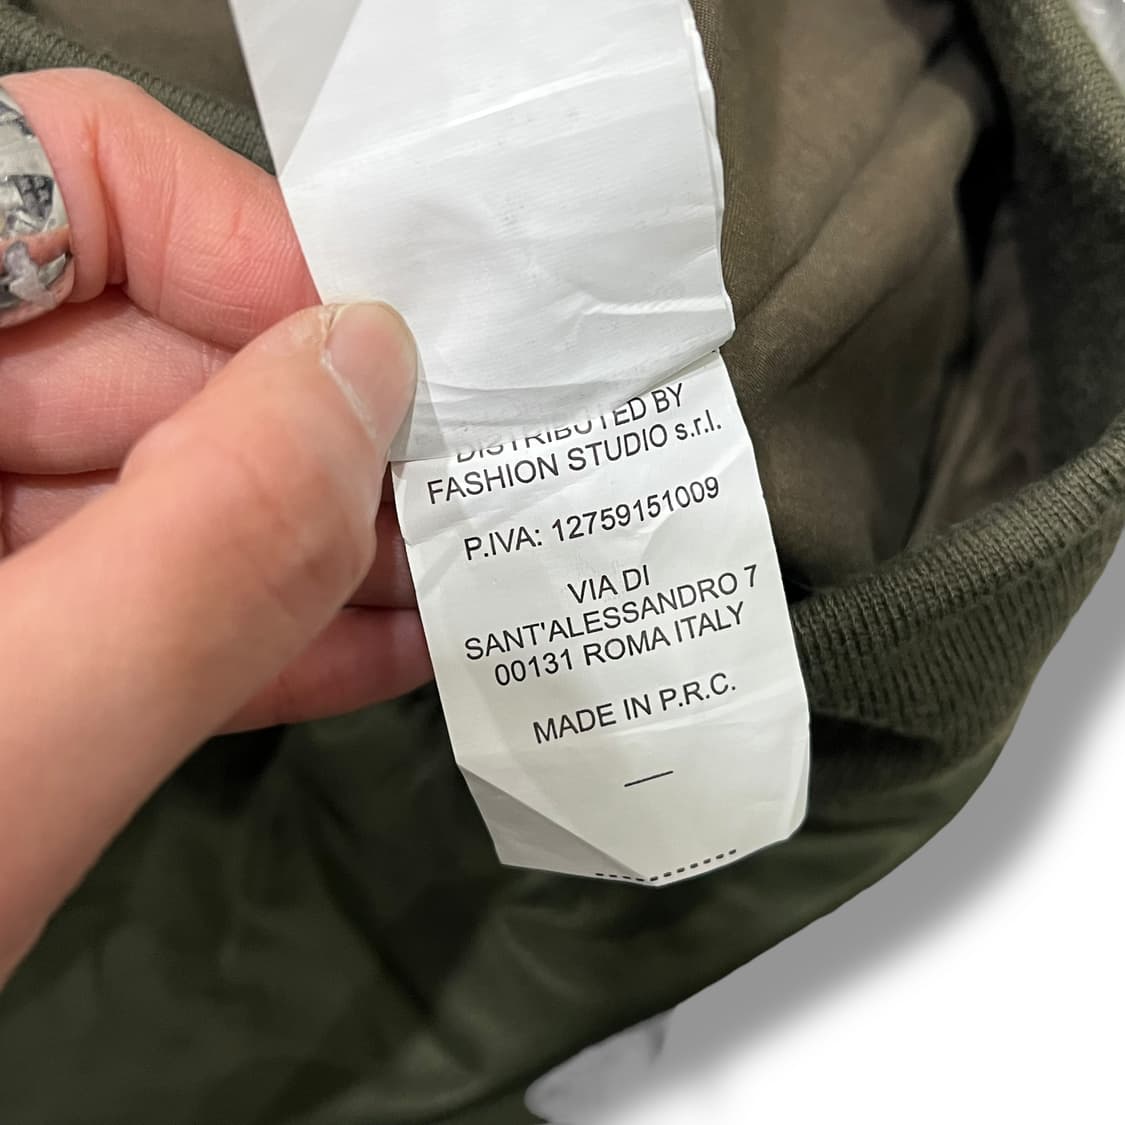 DISTRIBUTED BY
FASHION STUDIO s.r.l.
P.IVA: 12759151009
VIA DI
SANT'ALESSANDRO 7
00131 ROMA ITALY
MADE IN P.R.C.